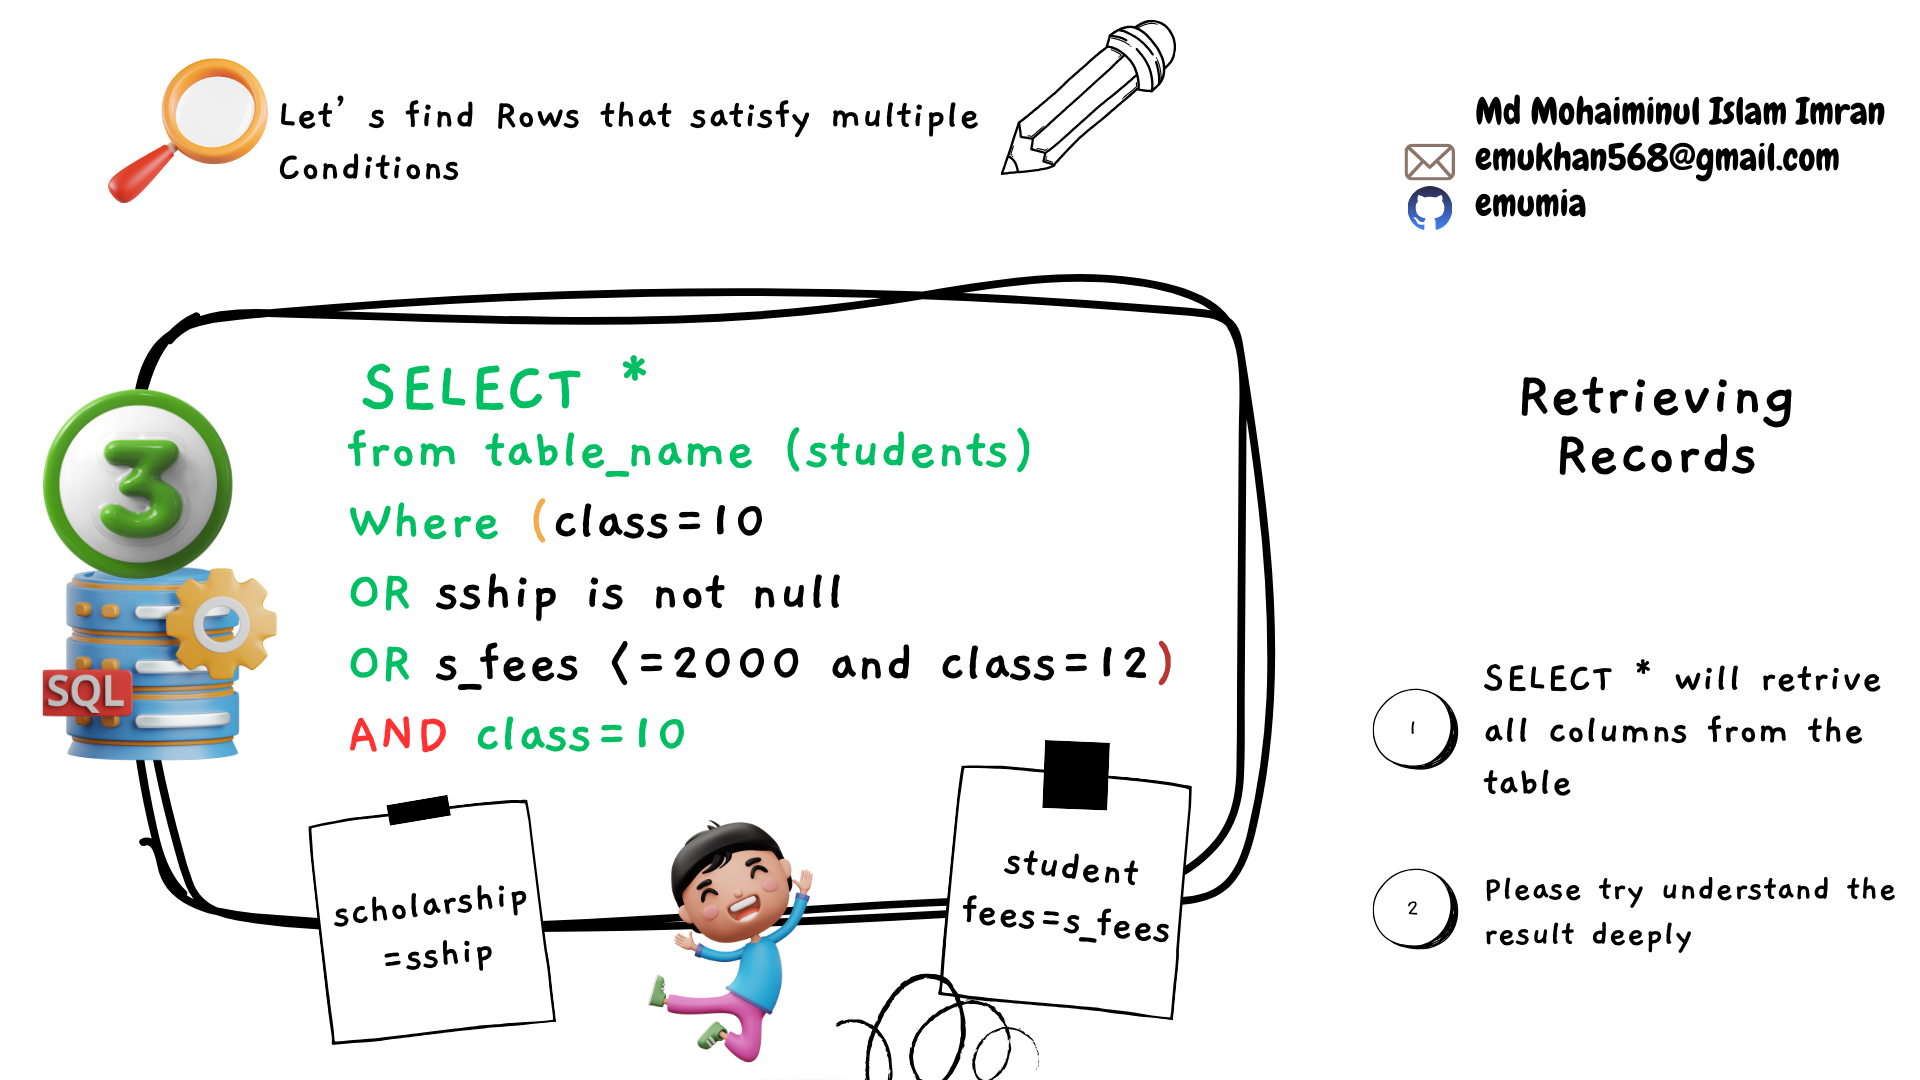 Let's find Rows that satisfy multiple
Conditions
Md Mohaiminul Islam Imran
emukhan568@gmail.com
emumia
3
SQL
SELECT *
from table_name (students)
Where (class=10
OR sship is not null
OR s_fees <=2000 and class=12)
AND class=10
scholarship
=sship
student
fees=s_fees
Retrieving
Records
1
SELECT * will retrive
all columns from the
table
2
Please try understand the
result deeply